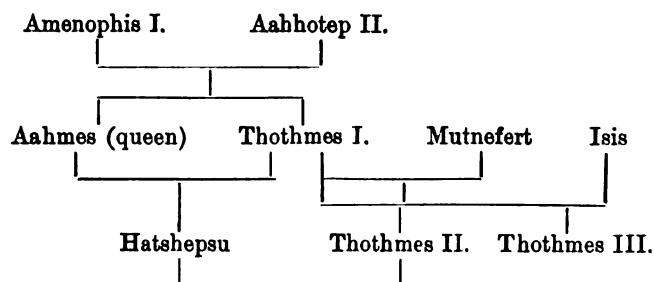 Amenophis I. Aahhotep II.
Aahmes (queen) Thothmes I. Mutnefert Isis
Hatshepsu Thothmes II. Thothmes III.